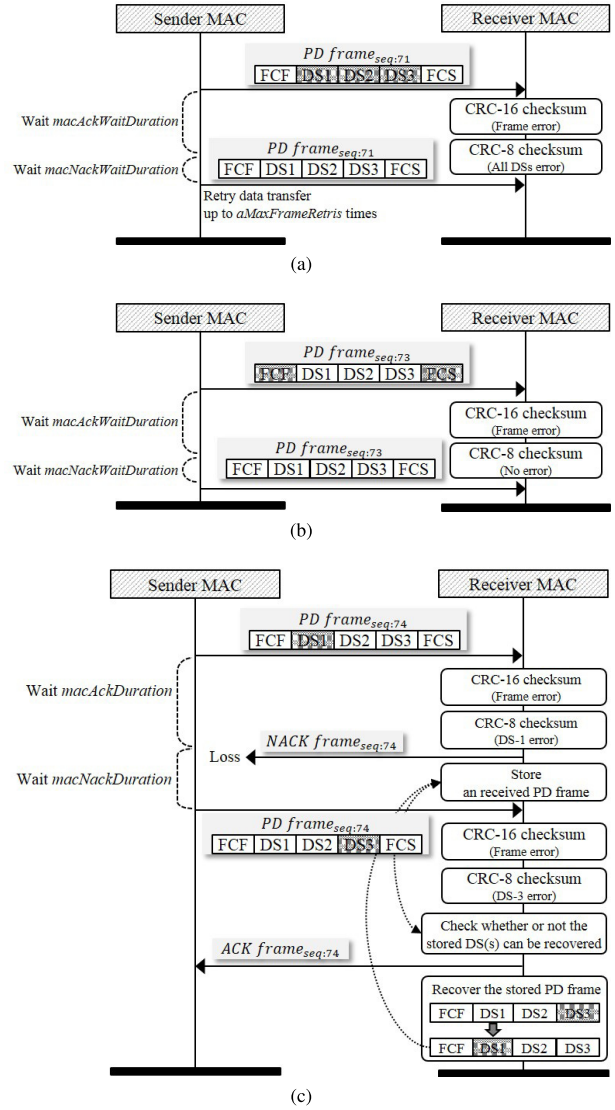 Sender MAC
Receiver MAC
PD frame seq:71
FCF DS1 DS2 DS3 FCS
Wait macAckWaitDuration
CRC-16 checksum
(Frame error)
PD frame seq:71
CRC-8 checksum
(All DSs error)
Wait macNackWaitDuration
FCF DS1 DS2 DS3 FCS
Retry data transfer
up to aMaxFrameRetris times
(a)
Sender MAC
Receiver MAC
PD frame seq:73
FCF DS1 DS2 DS3 FCS
Wait macAckWaitDuration
CRC-16 checksum
(Frame error)
PD frame seq:73
CRC-8 checksum
(No error)
Wait macNackWaitDuration
FCF DS1 DS2 DS3 FCS
(b)
Sender MAC
Receiver MAC
PD frame seq:74
FCF DS1 DS2 DS3 FCS
Wait macAckDuration
CRC-16 checksum
(Frame error)
CRC-8 checksum
(DS-1 error)
NACK frame seq:74
Loss
Wait macNackDuration
Store
an received PD frame
PD frame seq:74
FCF DS1 DS2 DS3 FCS
CRC-16 checksum
(Frame error)
CRC-8 checksum
(DS-3 error)
Check whether or not the
stored DS(s) can be recovered
ACK frame seq:74
Recover the stored PD frame
FCF DS1 DS2 DS3
FCF DS1 DS2 DS3
(c)